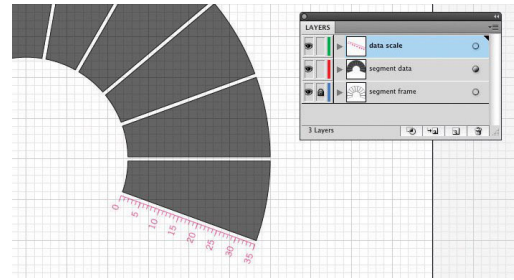 LAYERS
data scale
segment data
segment frame
3 Layers
0 5 10 15 20 25 30 35